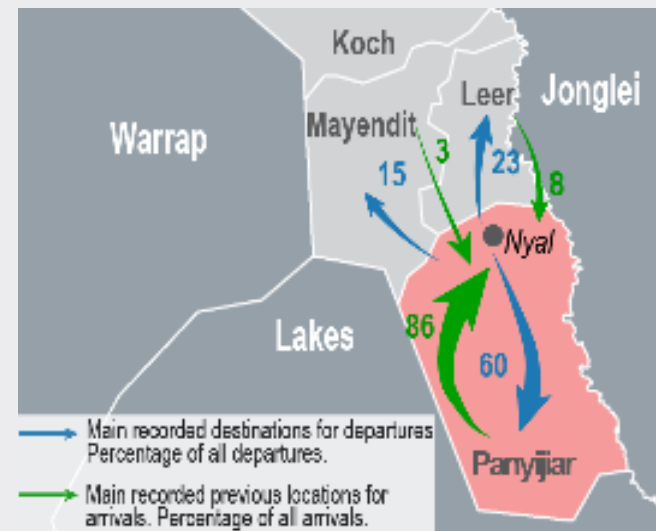 Koch
Leer
Jonglei
Mayendit
Warrap
3
23
15
8
Nyal
86
Lakes
60
Main recorded destinations for departures
Percentage of all departures.
Panyijiar
Main recorded previous locations for
arrivals. Percentage of all arrivals.